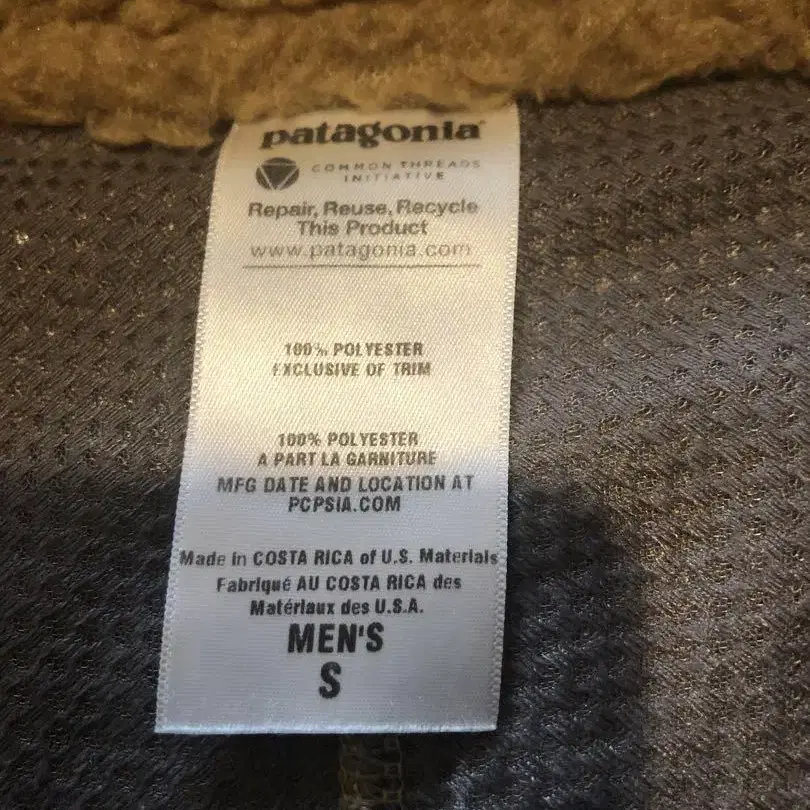 patagonia
COMMON THREADS
INITIATIVE
Repair, Reuse, Recycle
This Product
www.patagonia.com
100% POLYESTER
EXCLUSIVE OF TRIM
100% POLYESTER
A PART LA GARNITURE
MFG DATE AND LOCATION AT
PCPSIA.COM
Made in COSTA RICA of U.S. Materials
Fabriqué AU COSTA RICA des
Matériaux des U.S.A.
MEN'S
S